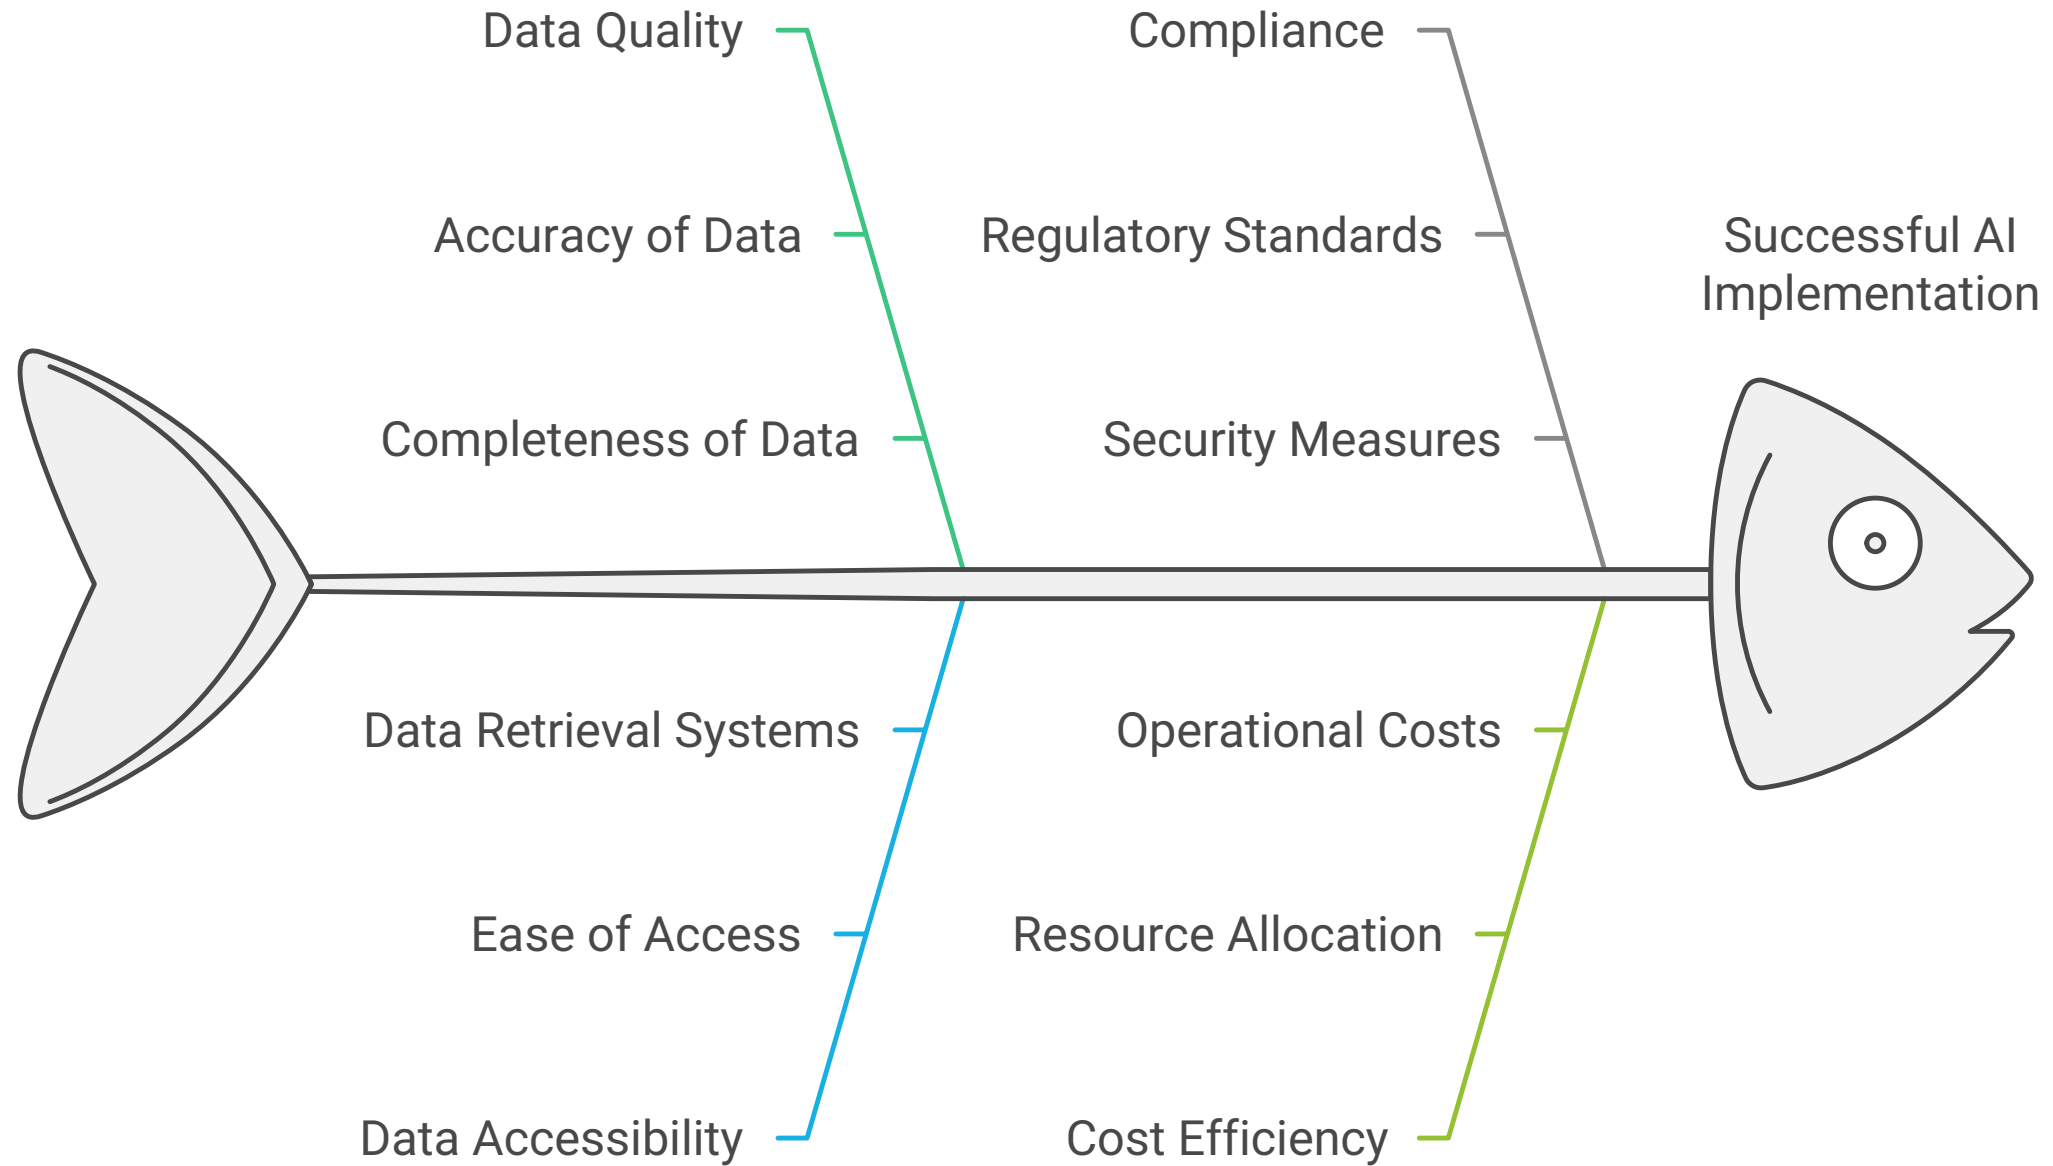 Data Quality
Compliance
Accuracy of Data
Regulatory Standards
Successful AI
Implementation
Completeness of Data
Security Measures
Data Retrieval Systems
Operational Costs
Ease of Access
Resource Allocation
Data Accessibility
Cost Efficiency